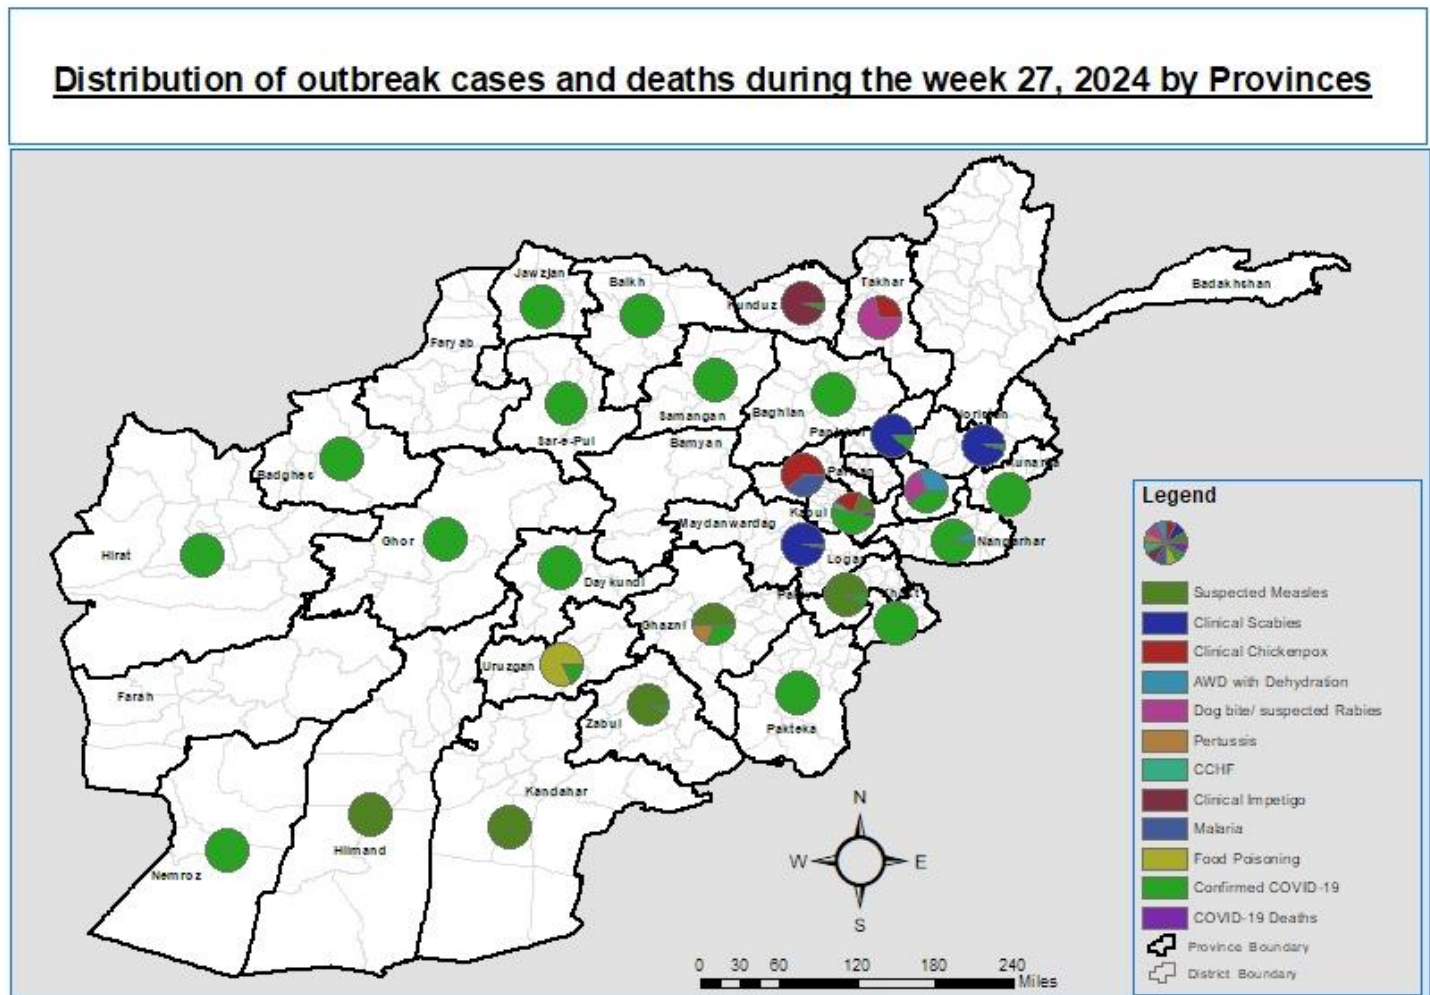 Distribution of outbreak cases and deaths during the week 27, 2024 by Provinces
Jawzjan
Balkh
Takhar
Badakhshan
Faryab
Samangan
Baghlan
Sar-e-Pul
Bamyan
Badghes
Parwan
Kabul
Maydanwardag
Hirat
Ghor
Nangarhar
Logar
Daykundi
Ghazni
Uruzgan
Farah
Zabul
Pakteka
Kandahar
Hilmand
Nemroz
N
W
E
S
0 30 60 120 180 240
Miles
Legend
Suspected Measles
Clinical Scabies
Clinical Chickenpox
AWD with Dehydration
Dog bite/ suspected Rabies
Pertussis
CCHF
Clinical Impetigo
Malaria
Food Poisoning
Confirmed COVID-19
COVID-19 Deaths
Province Boundary
District Boundary